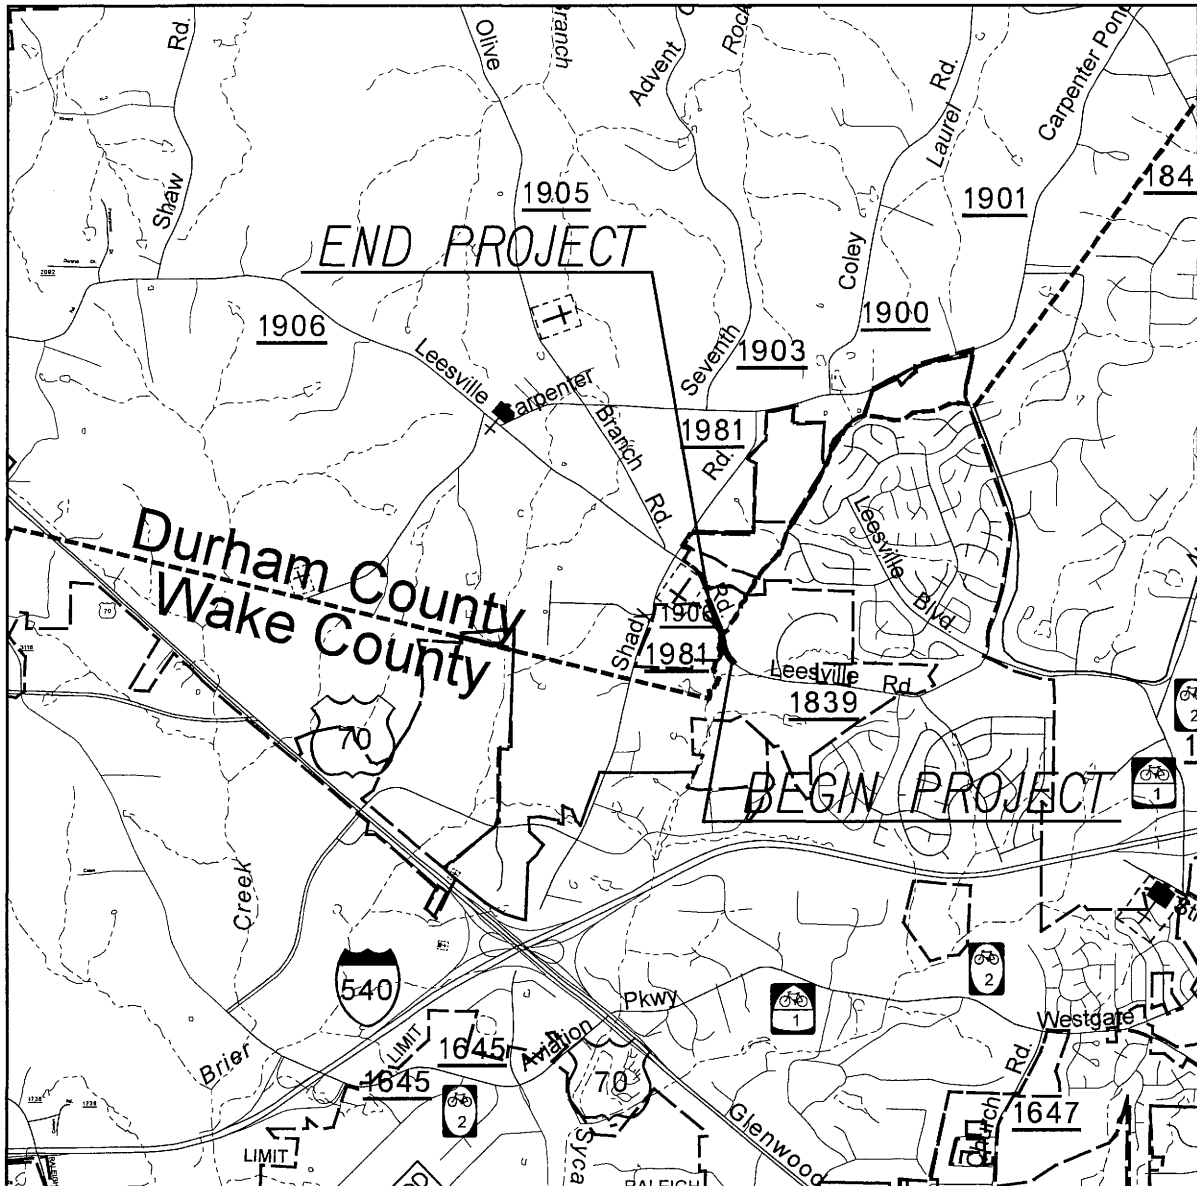 Rd.
Olive
Branch
Advent
Rock
Rd.
Laurel
Carpenter Pond
Shaw
1905
1901
184
END PROJECT
Coley
1906
1900
Seventh
1903
Leesville
Carpenter
Branch
1981
Rd.
Rd.
Leesville
Blvd.
Durham County
Wake County
Shady
Rd
1906
1981
Leesville Rd
1839
70
BEGIN PROJECT
2
1
1
Creek
540
Brier
LIMIT
1645
1645
Aviation
Pkwy
2
1
Westgate
Rd.
Church
1647
70
2
Glenwood
LIMIT
Syca
RALEIGH